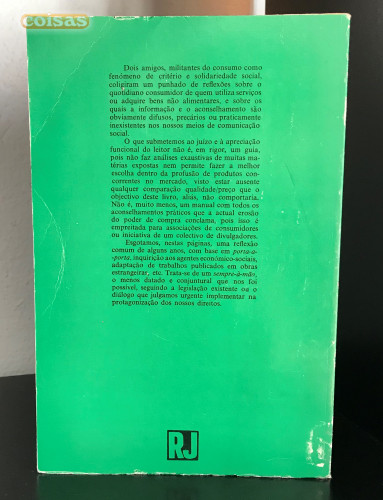 coisas
Dois amigos, militantes do consumo como
fenómeno de critério e solidariedade social,
coligiram um punhado de reflexões sobre o
quotidiano consumidor de quem utiliza serviços
ou adquire bens não alimentares, e sobre os
quais a informação e o aconselhamento são
obviamente difusos, precários ou praticamente
inexistentes nos nossos meios de comunicação
social.
O que submetemos ao juízo e à apreciação
funcional do leitor não é, em rigor, um guia,
pois não faz análises exaustivas de muitas ma-
térias expostas nem permite fazer a melhor
escolha dentro da profusão de produtos con-
correntes no mercado, visto estar ausente
qualquer comparação qualidade/preço que o
objectivo deste livro, aliás, não comportaria.
Não é, muito menos, um manual com todos os
aconselhamentos práticos que a actual erosão
do poder de compra conclama, pois isso é
empreitada para associações de consumidores
ou iniciativa de um colectivo de divulgadores.
Esgotamos, nestas páginas, uma reflexão
comum de alguns anos, com base em porta-a-
-porta, inquirição aos agentes económico-sociais,
adaptação de trabalhos publicados em obras
estrangeiras, etc. Trata-se de um sempre-à-mão,
o menos datado e conjuntural que nos foi
possível, seguindo a legislação existente ou o
diálogo que julgamos urgente implementar na
protagonização dos nossos direitos.
RJ